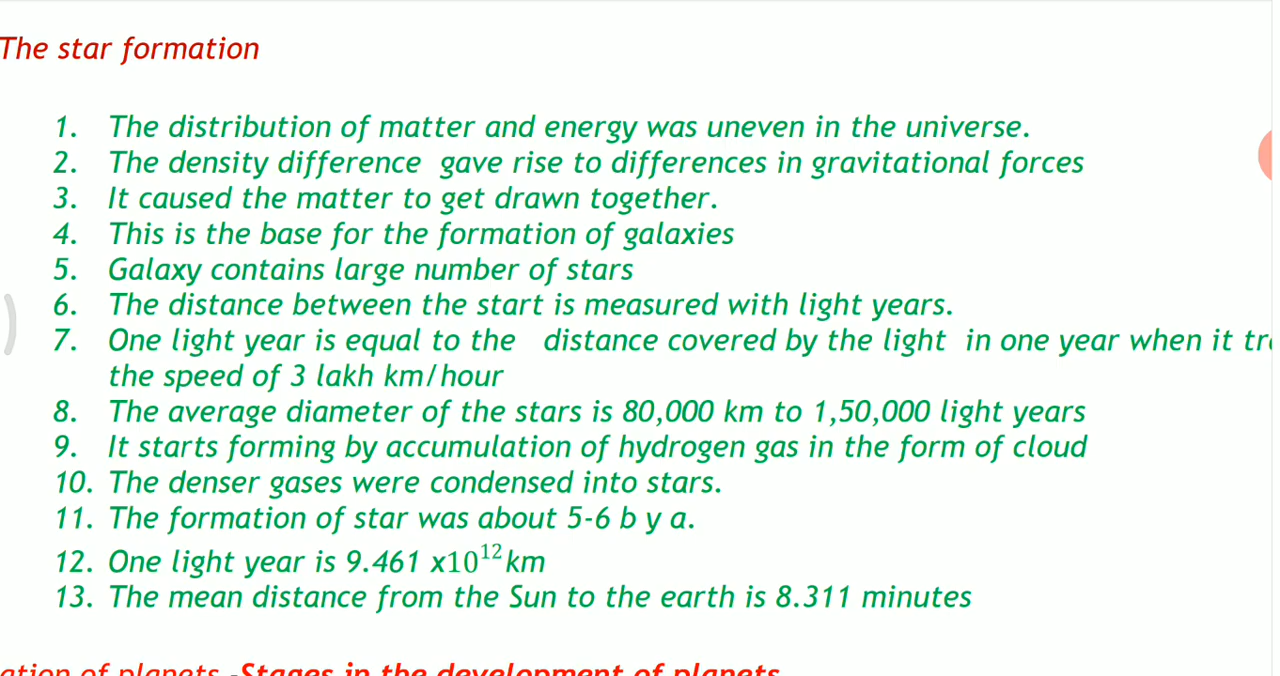 The star formation
1. The distribution of matter and energy was uneven in the universe.
2. The density difference gave rise to differences in gravitational forces
3. It caused the matter to get drawn together.
4. This is the base for the formation of galaxies
5. Galaxy contains large number of stars
6. The distance between the start is measured with light years.
7. One light year is equal to the distance covered by the light in one year when it
the speed of 3 lakh km/hour
8. The average diameter of the stars is 80,000 km to 1,50,000 light years
9. It starts forming by accumulation of hydrogen gas in the form of cloud
10. The denser gases were condensed into stars.
11. The formation of star was about 5-6 b y a.
12. One light year is 9.461 x10¹² km
13. The mean distance from the Sun to the earth is 8.311 minutes
of planets -Stages in the development of planets